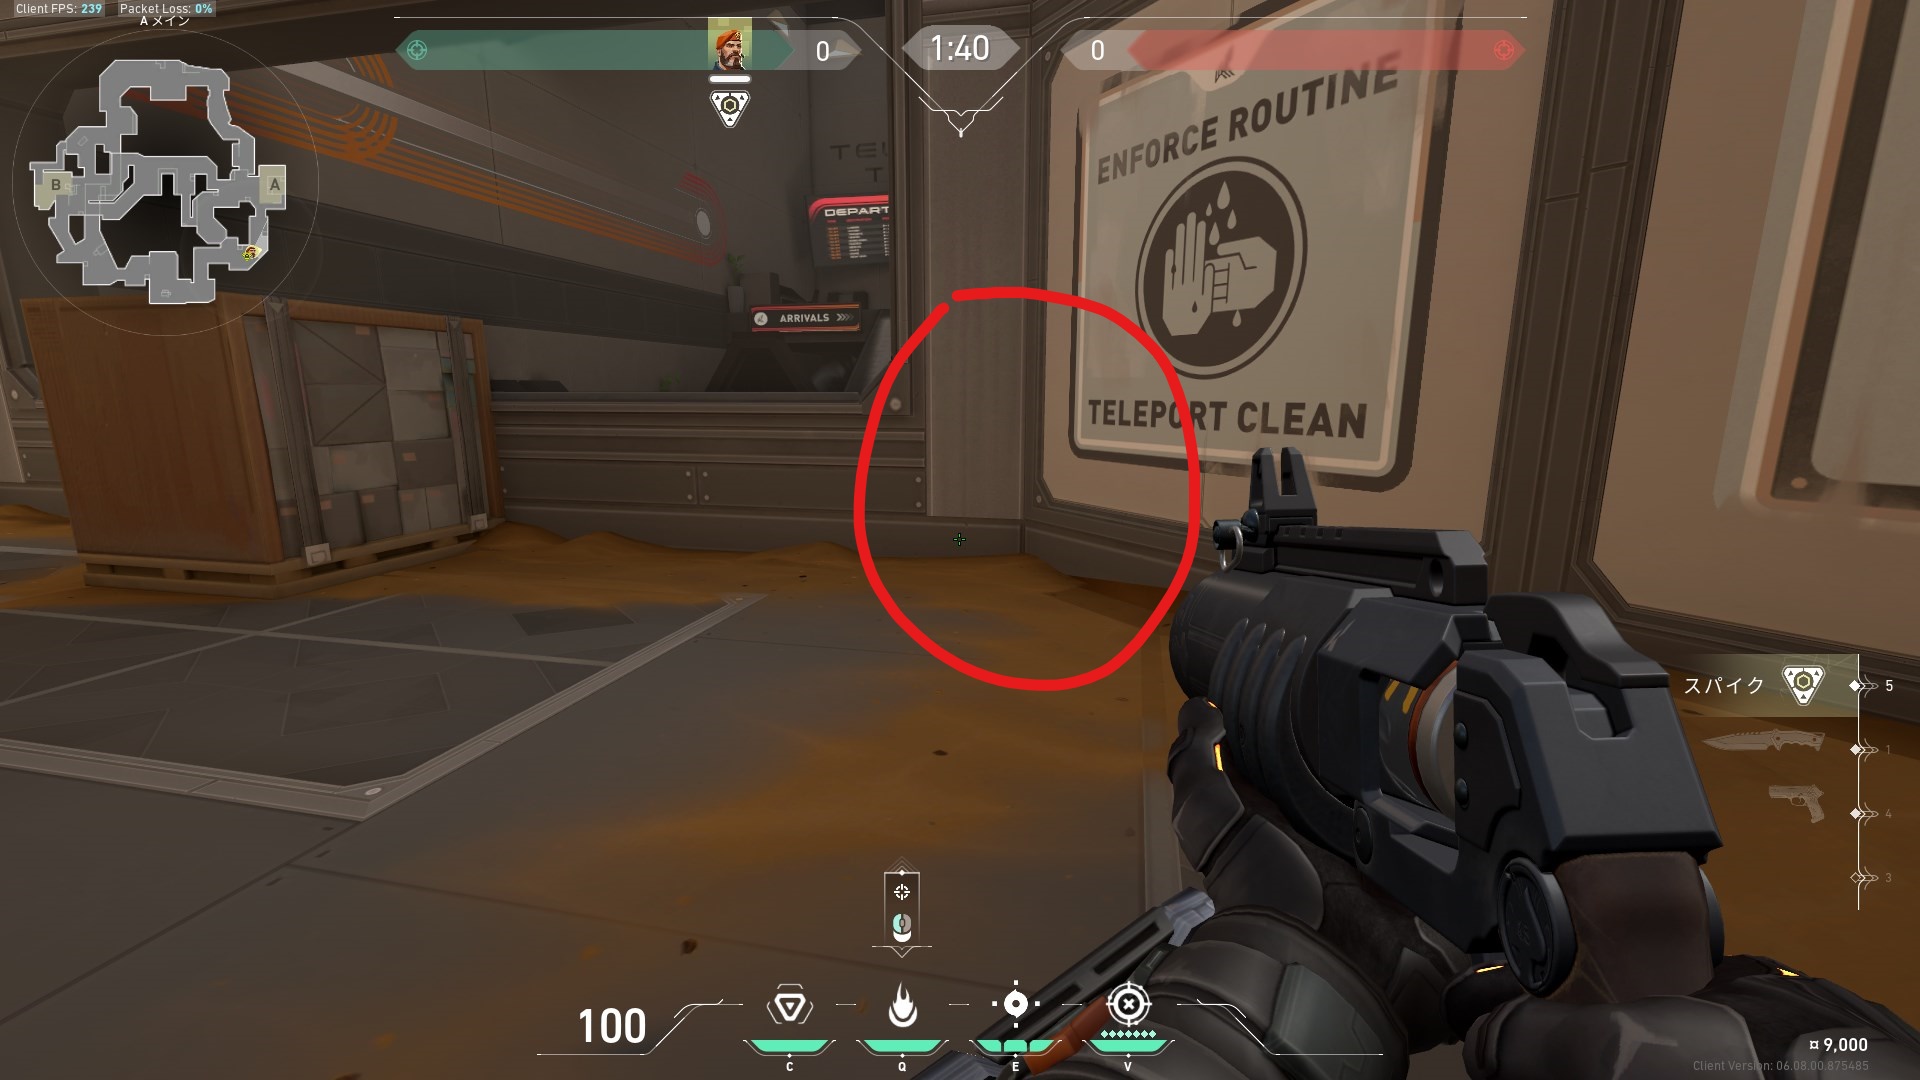 Client FPS: 239 Packet Loss: 0%
A メイン
0
1:40
0
B
A
ENFORCE ROUTINE
TEL
T
DEPART
ARRIVALS
TELEPORT CLEAN
スパイク
5
1
4
3
100
C
Q
E
V
¤ 9,000
Client Version: 06.08.00.875485